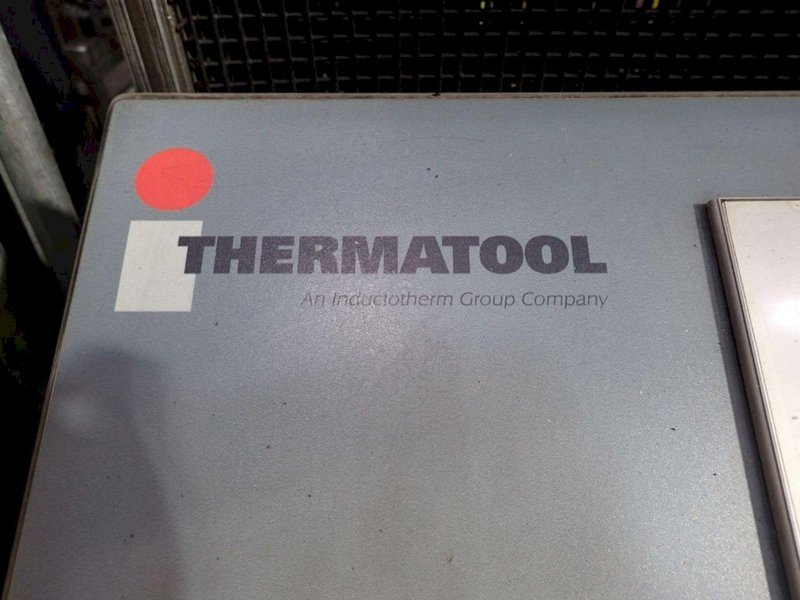 THERMATOOL
An Inductotherm Group Company